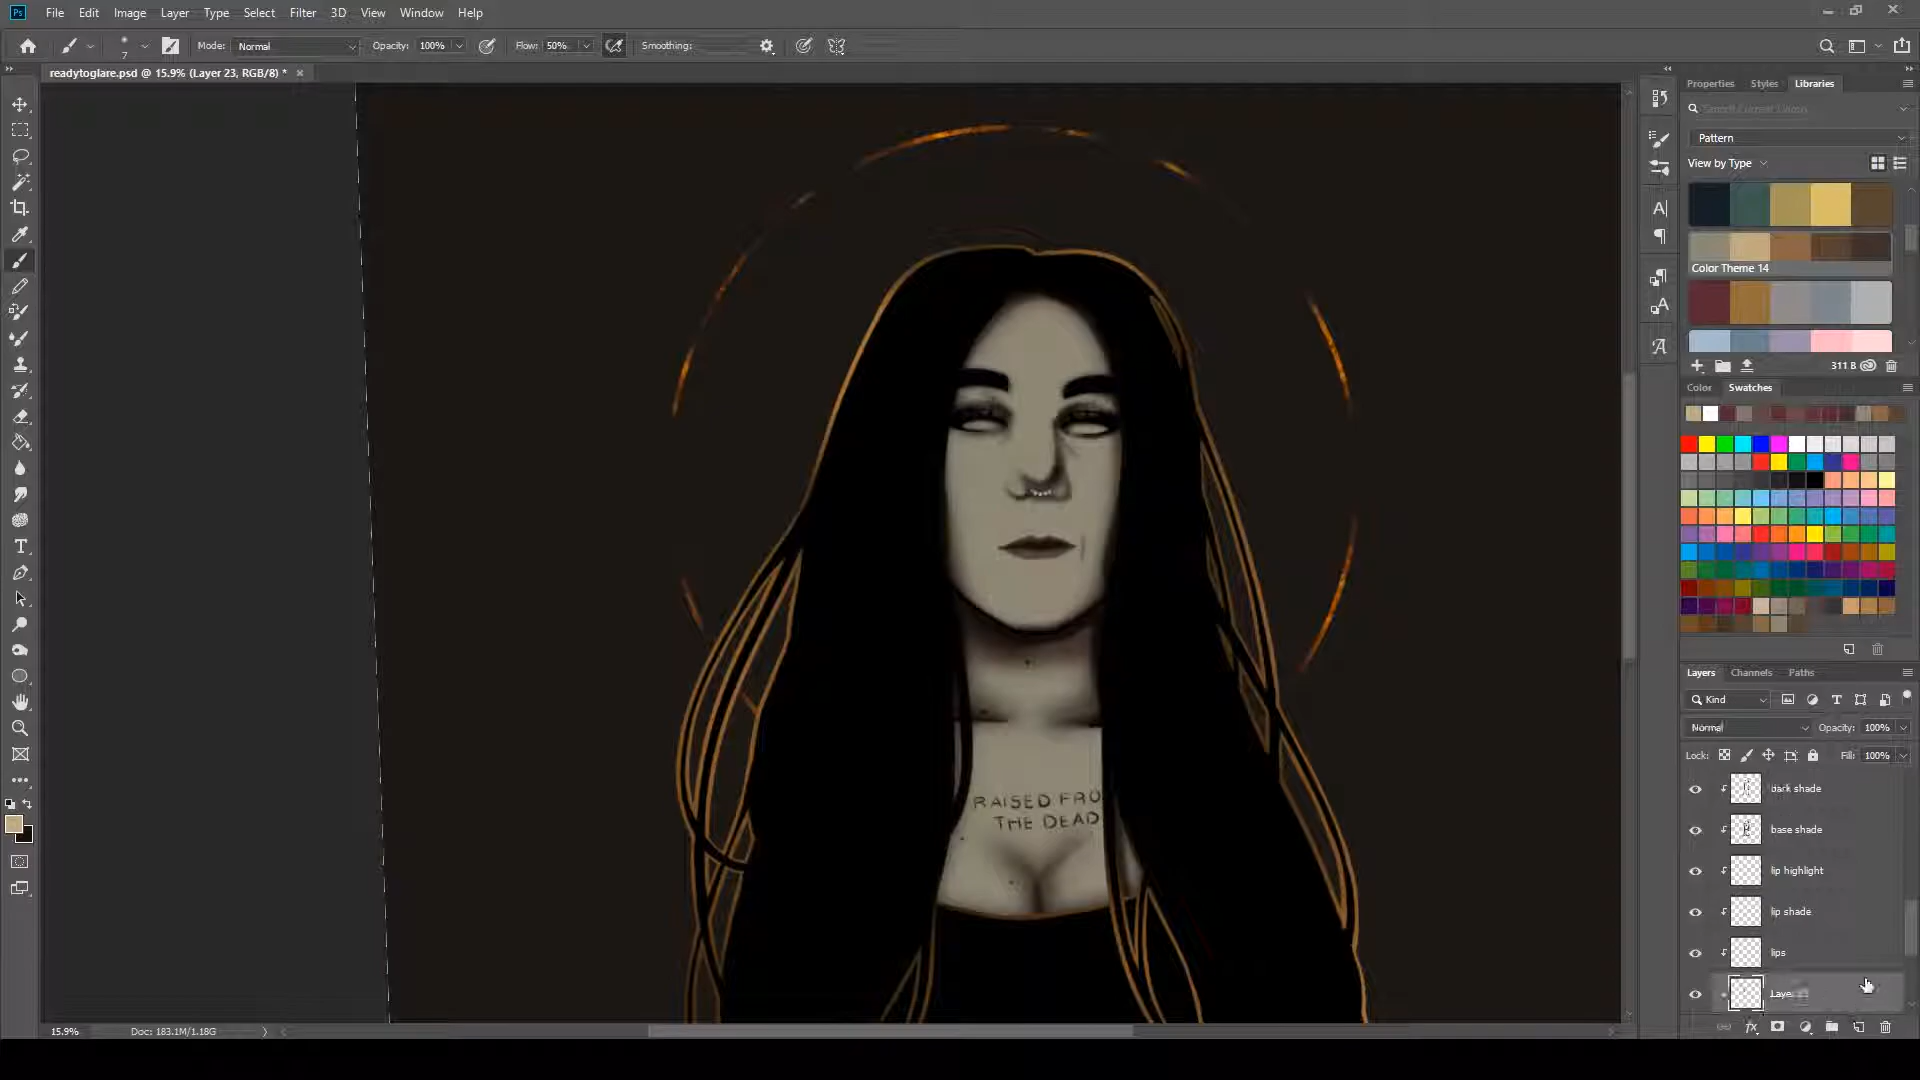 Ps File Edit Image Layer Type Select Filter 3D View Window Help
7 Mode: Normal Opacity: 100% Flow: 50% Smoothing:
readytoglare.psd @ 15.9% (Layer 23, RGB/8) *
Properties Styles Libraries
Pattern
View by Type
Color Theme 14
311 B
Color Swatches
RAISED FRO
THE DEAD
Layers Channels Paths
Kind
Normal Opacity: 100%
Lock: Fill: 100%
dark shade
base shade
lip highlight
lip shade
lips
15.9% Doc: 183.1M/1.18G